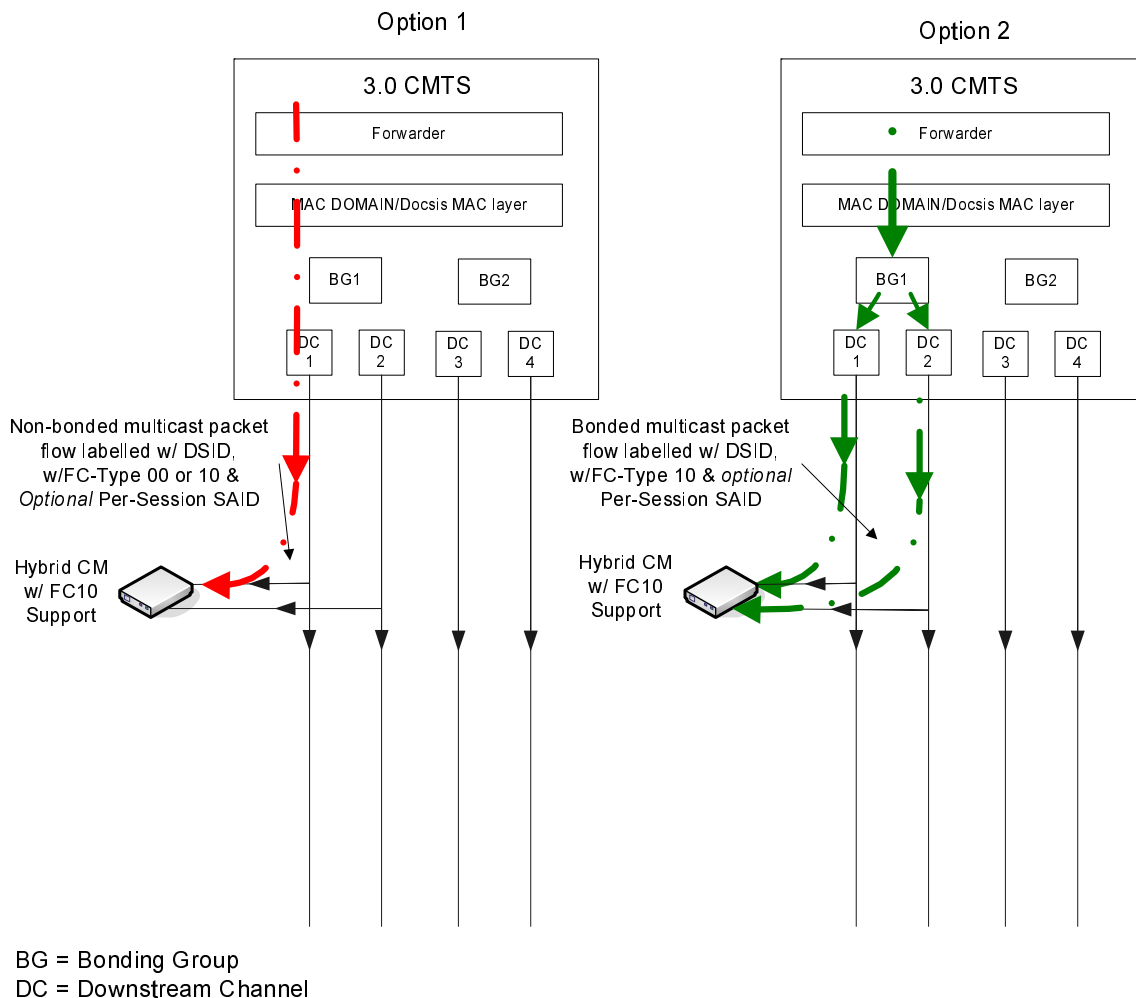 Option 1
3.0 CMTS
Forwarder
MAC DOMAIN/Docsis MAC layer
BG1
BG2
DC
1
DC
2
DC
3
DC
4
Non-bonded multicast packet
flow labelled w/ DSID,
w/FC-Type 00 or 10 &
Optional Per-Session SAID
Hybrid CM
w/ FC10
Support
Option 2
3.0 CMTS
Forwarder
MAC DOMAIN/Docsis MAC layer
BG1
BG2
DC
1
DC
2
DC
3
DC
4
Bonded multicast packet
flow labelled w/ DSID,
w/FC-Type 10 & optional
Per-Session SAID
Hybrid CM
w/ FC10
Support
BG = Bonding Group
DC = Downstream Channel